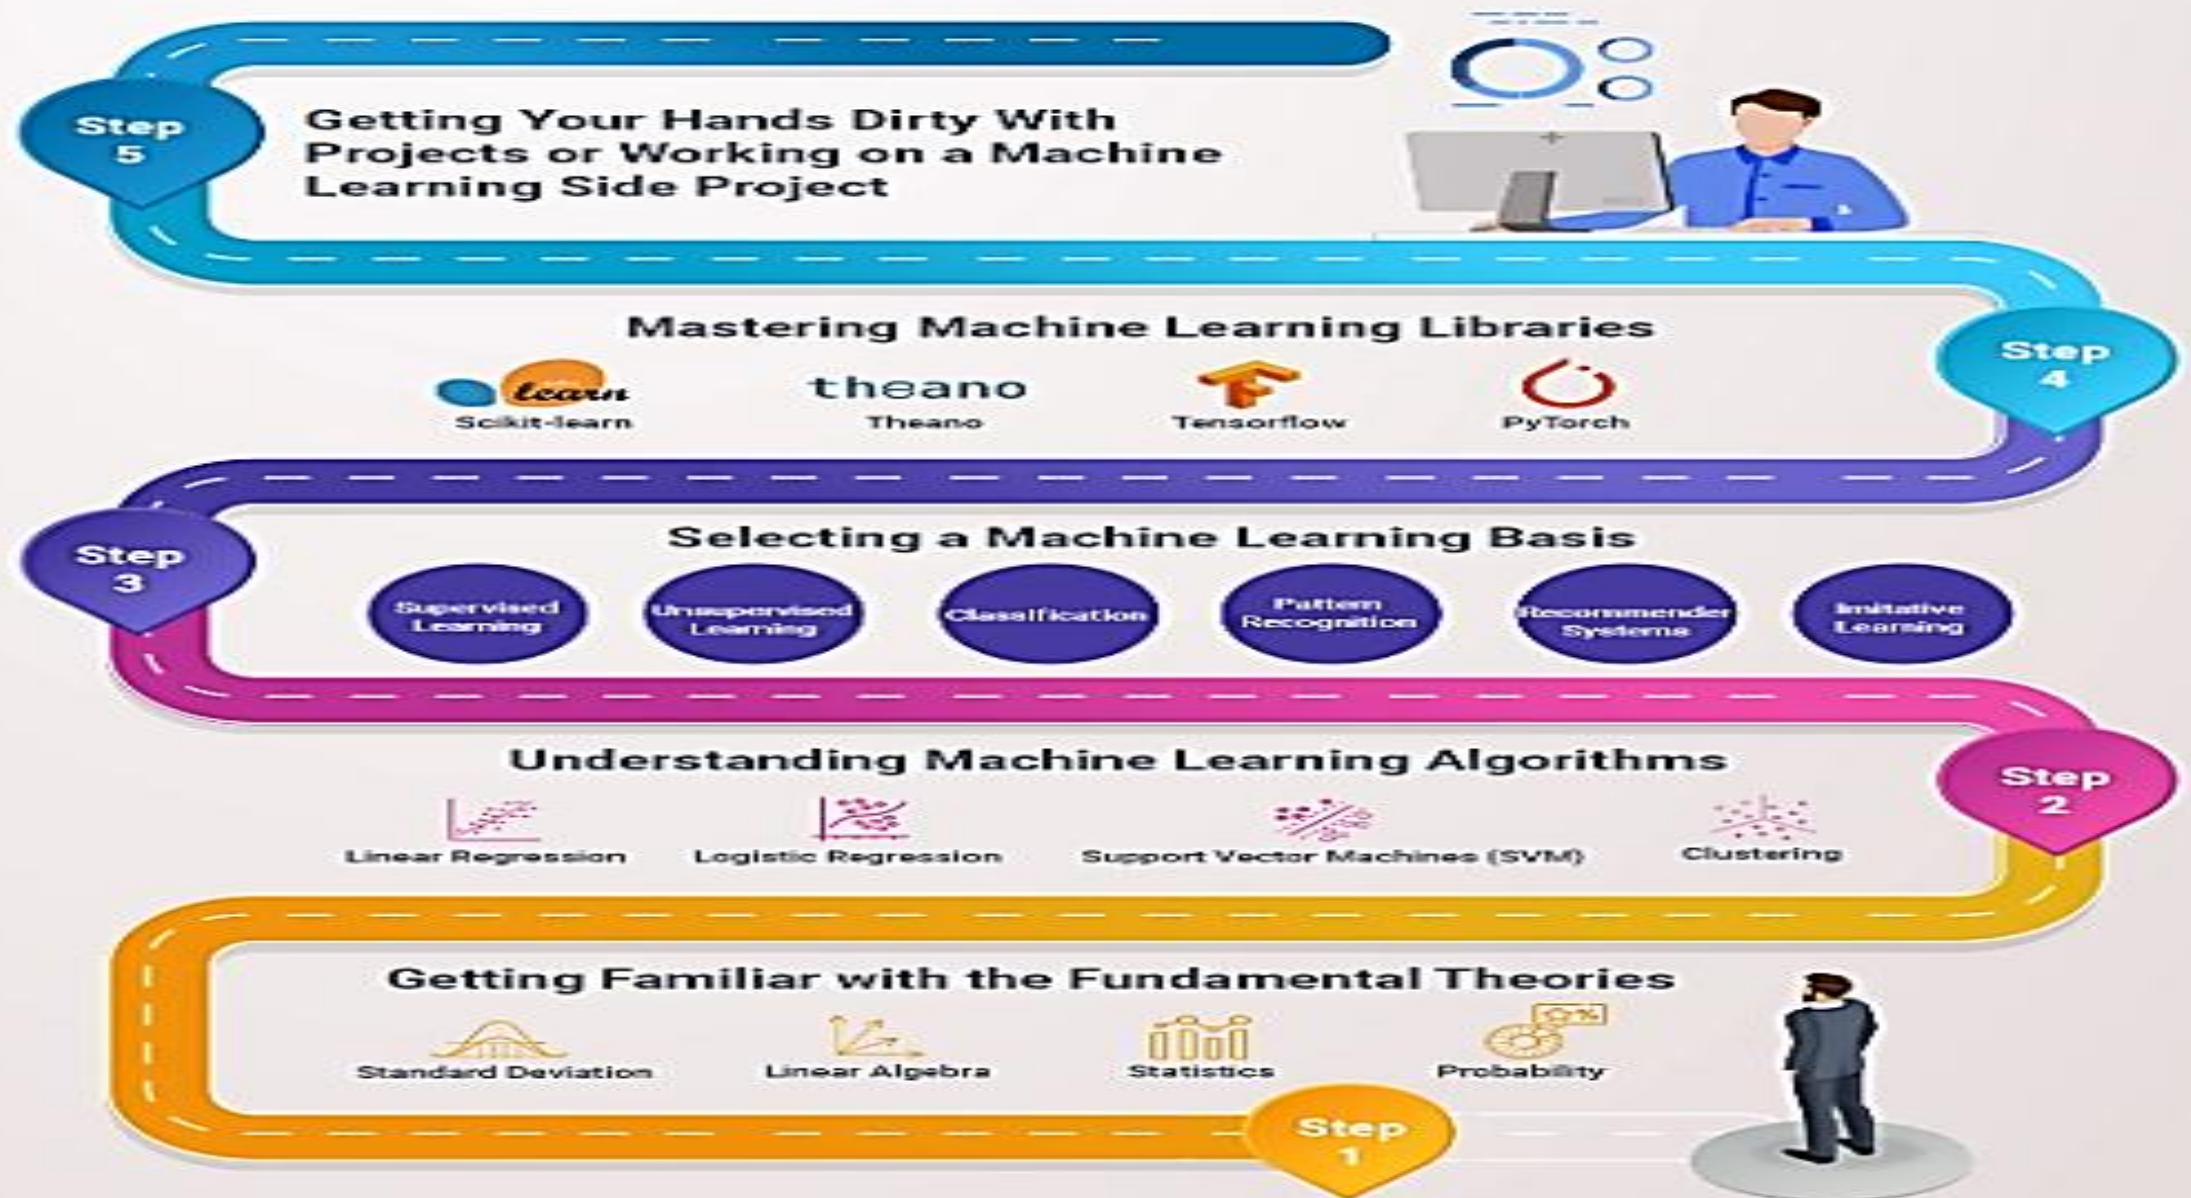 Step
5
Getting Your Hands Dirty With
Projects or Working on a Machine
Learning Side Project
Mastering Machine Learning Libraries
Step
4
learn
theano
Scikit-learn
Theano
Tensorflow
PyTorch
Selecting a Machine Learning Basis
Step
3
Supervised
Learning
Unsupervised
Learning
Classification
Pattern
Recognition
Recommender
Systems
Imitative
Learning
Understanding Machine Learning Algorithms
Step
2
Linear Regression
Logistic Regression
Support Vector Machines (SVM)
Clustering
Getting Familiar with the Fundamental Theories
%
Standard Deviation
Linear Algebra
Statistics
Probability
Step
1